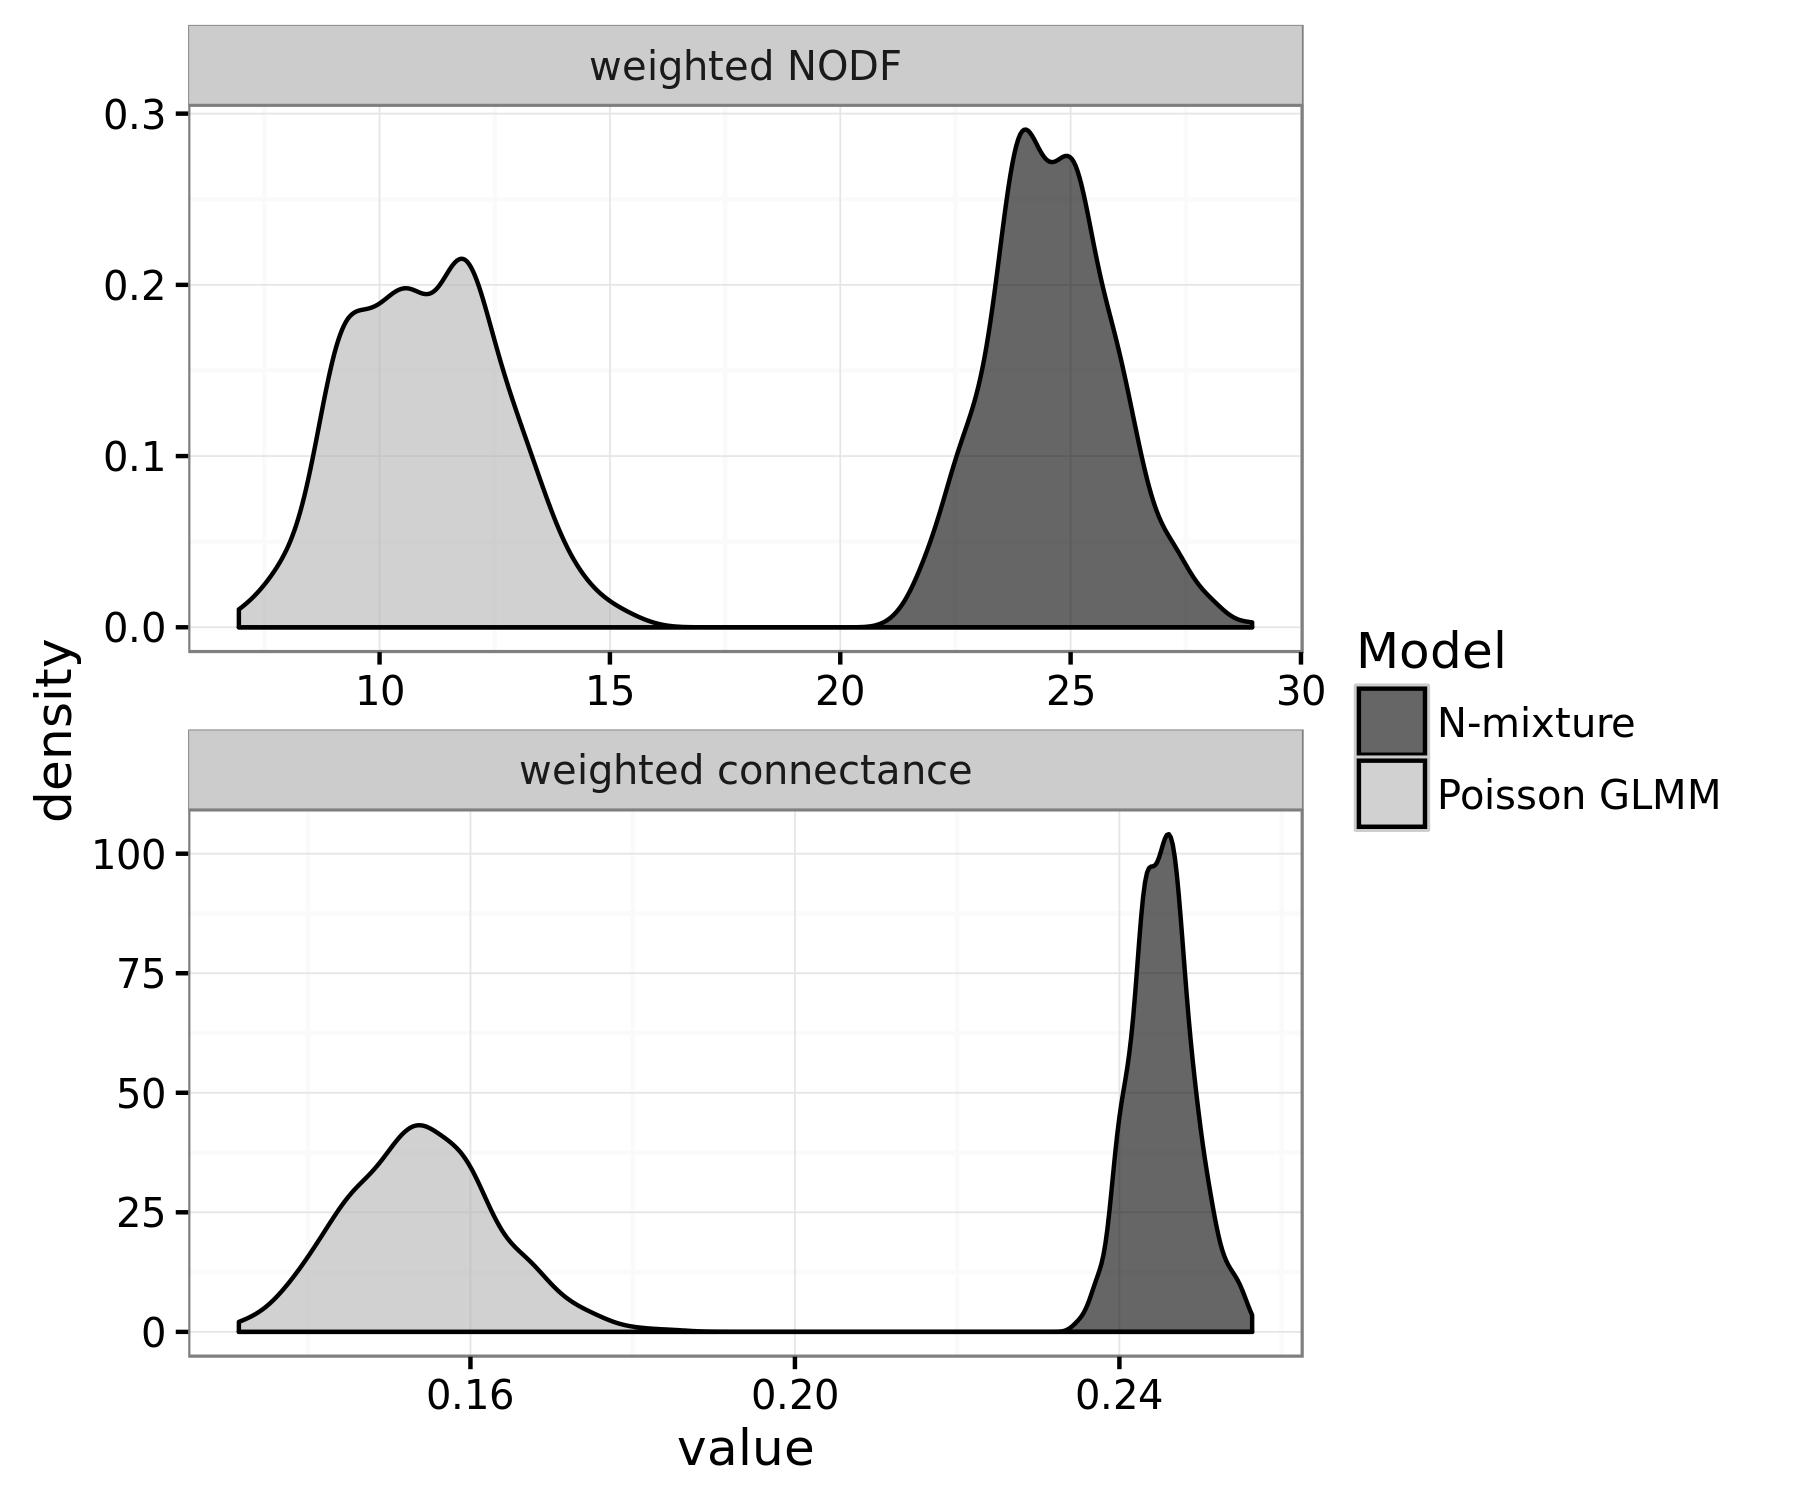 weighted NODF
0.3
0.2
0.1
0.0
10 15 20 25 30
density
weighted connectance
100
75
50
25
0
0.16 0.20 0.24
value
Model
N-mixture
Poisson GLMM